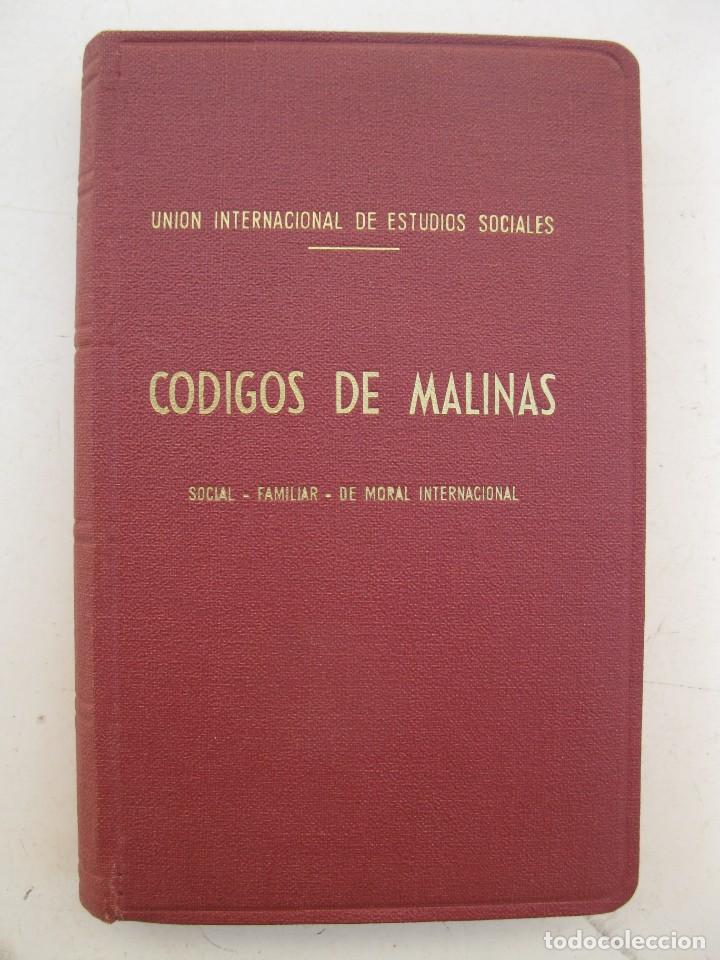 UNION INTERNACIONAL DE ESTUDIOS SOCIALES
CODIGOS DE MALINAS
SOCIAL - FAMILIAR - DE MORAL INTERNACIONAL
todocoleccion